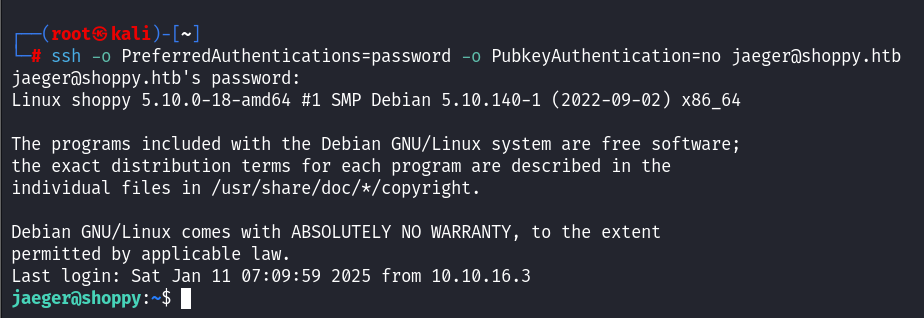 ┌──(root㉿kali)-[~]
└─# ssh -o PreferredAuthentications=password -o PubkeyAuthentication=no jaeger@shoppy.htb
jaeger@shoppy.htb's password:
Linux shoppy 5.10.0-18-amd64 #1 SMP Debian 5.10.140-1 (2022-09-02) x86_64
The programs included with the Debian GNU/Linux system are free software;
the exact distribution terms for each program are described in the
individual files in /usr/share/doc/*/copyright.
Debian GNU/Linux comes with ABSOLUTELY NO WARRANTY, to the extent
permitted by applicable law.
Last login: Sat Jan 11 07:09:59 2025 from 10.10.16.3
jaeger@shoppy:~$